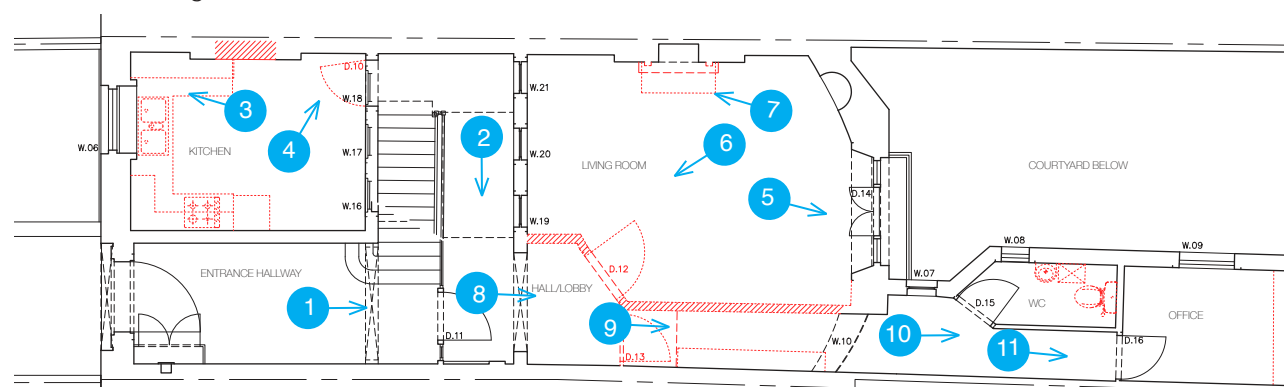 D.10
W.21
W.18
3
7
4
2
6
W.06
KITCHEN
W.17
W.20
LIVING ROOM
COURTYARD BELOW
D.14
5
W.16
W.19
W.08
W.09
D.12
ENTRANCE HALLWAY
W.07
HALL/LOBBY
8
1
D.15
WC
OFFICE
9
10
D.11
W.10
11
D.16
D.13